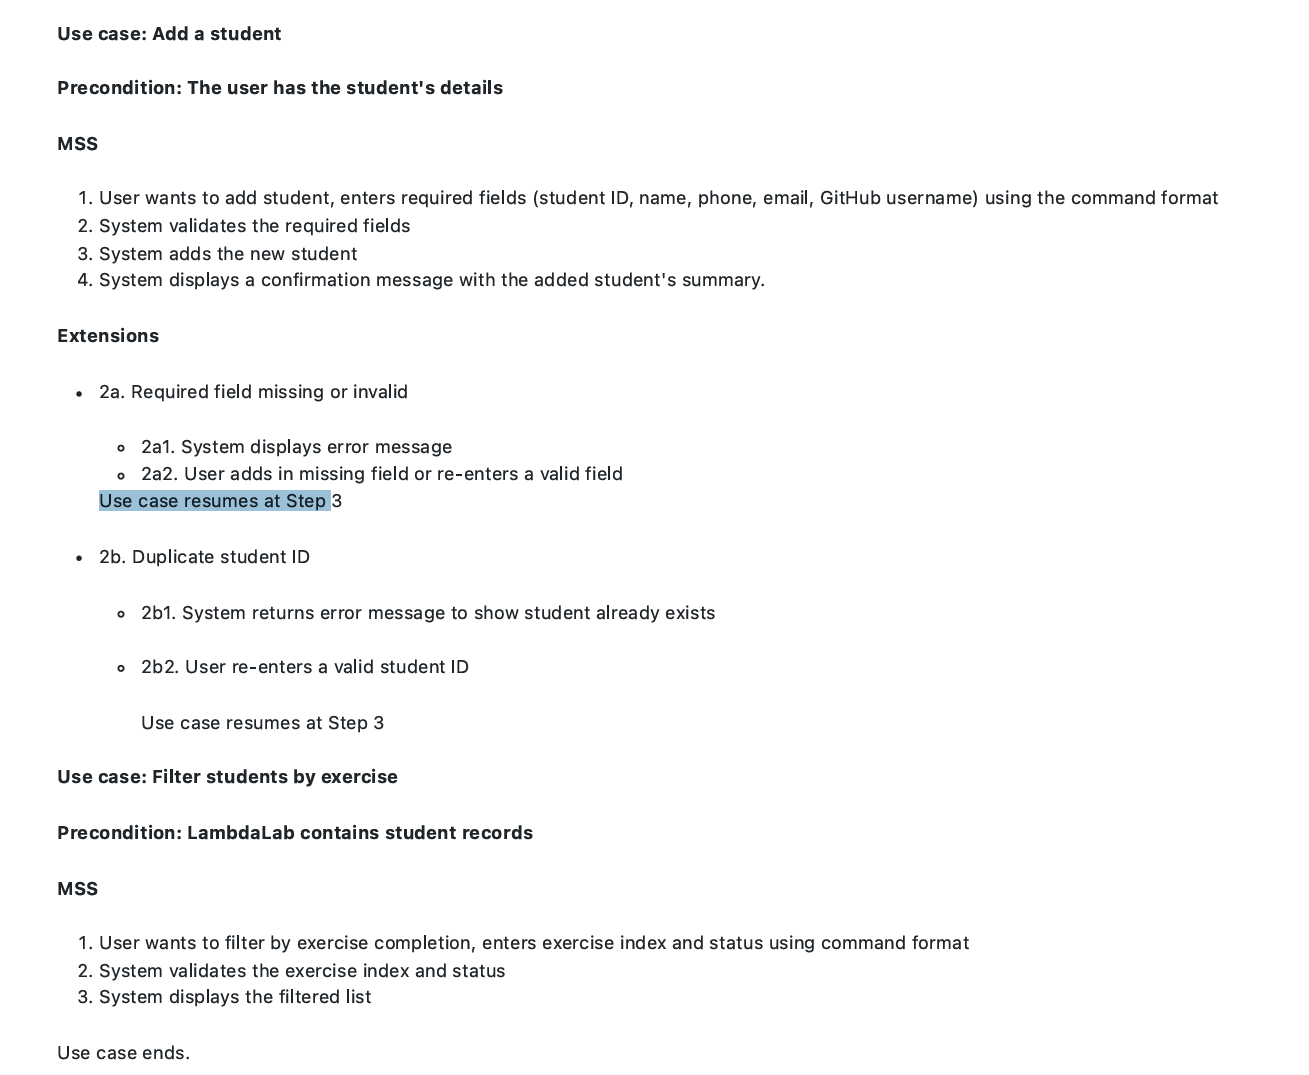 Use case: Add a student
Precondition: The user has the student's details
MSS
1. User wants to add student, enters required fields (student ID, name, phone, email, GitHub username) using the command format
2. System validates the required fields
3. System adds the new student
4. System displays a confirmation message with the added student's summary.
Extensions
• 2a. Required field missing or invalid
◦ 2a1. System displays error message
◦ 2a2. User adds in missing field or re-enters a valid field
Use case resumes at Step 3
• 2b. Duplicate student ID
◦ 2b1. System returns error message to show student already exists
◦ 2b2. User re-enters a valid student ID
Use case resumes at Step 3
Use case: Filter students by exercise
Precondition: LambdaLab contains student records
MSS
1. User wants to filter by exercise completion, enters exercise index and status using command format
2. System validates the exercise index and status
3. System displays the filtered list
Use case ends.